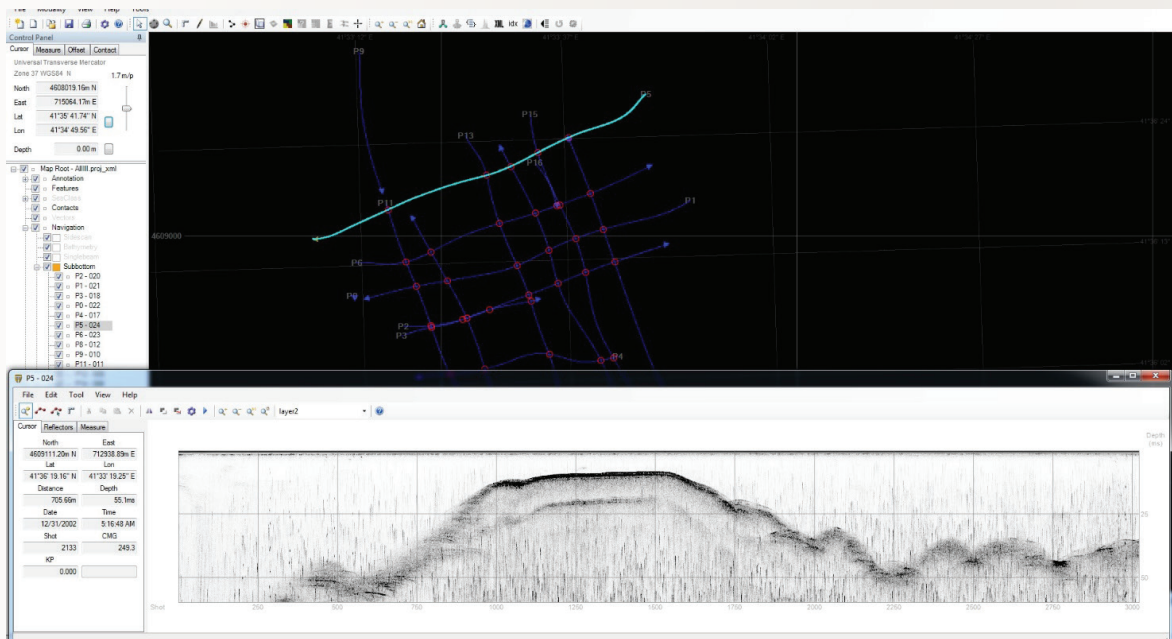 Control Panel
Cursor Measure Offset Contact
Universal Transverse Mercator
Zone 37 WGS84 N
1.7 m/p
North 4608019.16m N
East 715064.17m E
Lat 41°35' 41.74" N
Lon 41°34' 49.56" E
Depth 0.00 m
Map Root - AllIII.proj_xml
Annotation
Features
Contacts
Vectors
Navigation
Sidescan
Bathymetry
Singlebeam
Subbottom
P2 - 020
P1 - 021
P3 - 018
P0 - 022
P4 - 017
P5 - 024
P6 - 023
P8 - 012
P9 - 010
P11 - 011
idx
P9
P5
P15
P13
P16
P11
P1
4609000
P6
P2
P3
P4
P5 - 024
File Edit Tool View Help
layer2
Cursor Reflectors Measure
North East
4609111.20m N 712938.89m E
Lat Lon
41°36' 19.16" N 41°33' 19.25" E
Distance Depth
705.66m 55.1ms
Date Time
12/31/2002 5:16:48 AM
Shot CMG
2133 249.3
KP
0.000
Depth
(ms)
25
50
Shot 250 500 750 1000 1250 1500 1750 2000 2250 2500 2750 3000